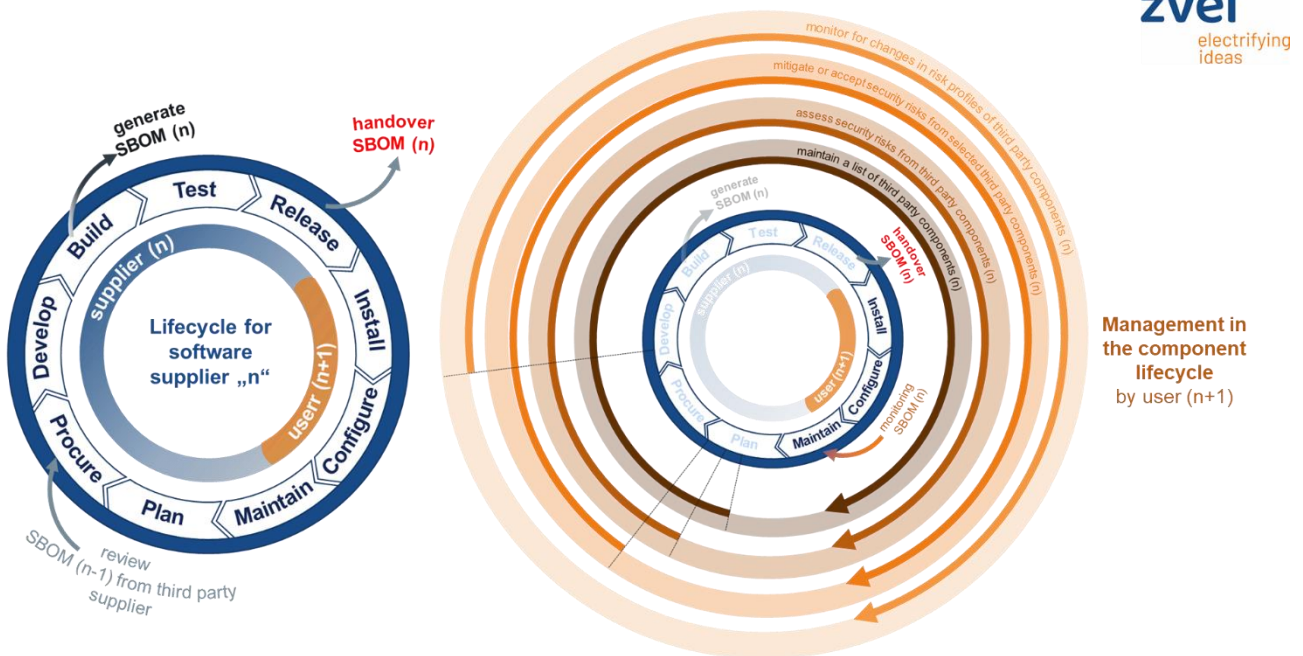 zvei
electrifying
ideas
generate
SBOM (n)
handover
SBOM (n)
Build
Test
Release
Install
Configure
Maintain
Plan
Procure
Develop
supplier (n)
userr (n+1)
Lifecycle for
software
supplier „n“
review
SBOM (n-1) from third party
supplier
monitor for changes in risk profiles of third party components (n)
mitigate or accept security risks from selected third party components (n)
assess security risks from third party components (n)
maintain a list of third party components (n)
generate
SBOM (n)
handover
SBOM (n)
Build
Test
Release
Install
Configure
Maintain
Plan
Procure
Develop
supplier (n)
user (n+1)
monitoring
SBOM (n)
Management in
the component
lifecycle
by user (n+1)